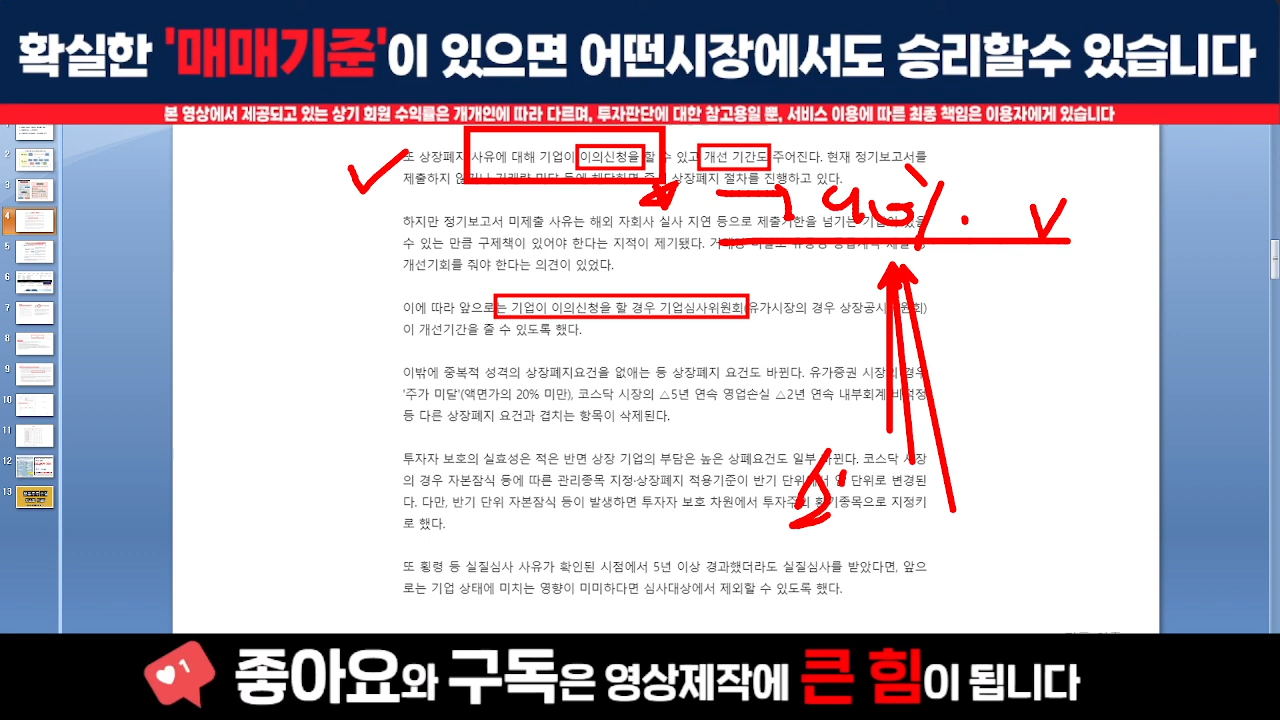 확실한 '매매기준'이 있으면 어떤시장에서도 승리할수 있습니다
본 영상에서 제공되고 있는 상기 회원 수익률은 개개인에 따라 다르며, 투자판단에 대한 참고용일 뿐, 서비스 이용에 따른 최종 책임은 이용자에게 있습니다
또 상장폐지 사유에 대해 기업이 이의신청을 할 수 있고 개선 기간도 주어진다. 현재 정기보고서를
제출하지 않거나 거래량 미달 등에 해당하면 즉시 상장폐지 절차를 진행하고 있다.
하지만 정기보고서 미제출 사유는 해외 자회사 실사 지연 등으로 제출기한을 넘기는 기업이 있을
수 있는 만큼 구제책이 있어야 한다는 지적이 제기됐다.
개선기회를 줘야 한다는 의견이 있었다.
이에 따라 앞으로는 기업이 이의신청을 할 경우 기업심사위원회(유가시장의 경우 상장공시위원회)
이 개선기간을 줄 수 있도록 했다.
이밖에 중복적 성격의 상장폐지요건을 없애는 등 상장폐지 요건도 바뀐다. 유가증권 시장의 경우
'주가 미달'(액면가의 20% 미만), 코스닥 시장의 △5년 연속 영업손실 △2년 연속 내부회계 비적정
등 다른 상장폐지 요건과 겹치는 항목이 삭제된다.
투자자 보호의 실효성은 적은 반면 상장 기업의 부담은 높은 상폐요건도 일부 바뀐다. 코스닥 시장
의 경우 자본잠식 등에 따른 관리종목 지정·상장폐지 적용기준이 반기 단위에서 연 단위로 변경된
다. 다만, 반기 단위 자본잠식 등이 발생하면 투자자 보호 차원에서 투자주의 환기종목으로 지정키
로 했다.
또 횡령 등 실질심사 사유가 확인된 시점에서 5년 이상 경과했더라도 실질심사를 받았다면, 앞으
로는 기업 상태에 미치는 영향이 미미하다면 심사대상에서 제외할 수 있도록 했다.
2
3
4
5
6
7
8
9
10
11
12
13
1
좋아요와 구독은 영상제작에 큰 힘이 됩니다